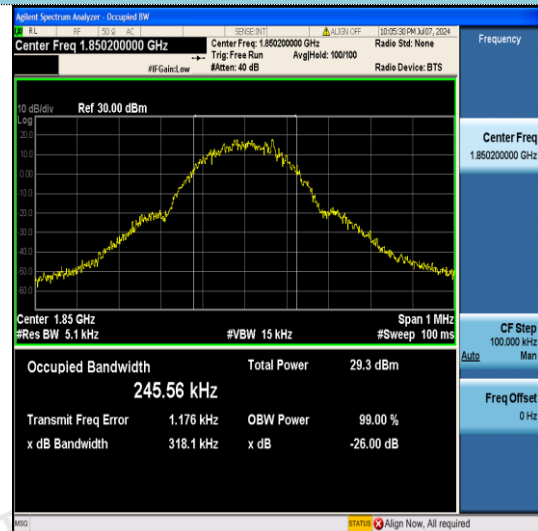 Agilent Spectrum Analyzer - Occupied BW
RL RF 50 Ω AC SENSE:INT ALIGN OFF 10:05:30 PM Jul 07, 2024
Center Freq 1.850200000 GHz Center Freq: 1.850200000 GHz Radio Std: None
Trig: Free Run Avg|Hold: 100/100
#IFGain:Low #Atten: 40 dB Radio Device: BTS
Frequency
10 dB/div Ref 30.00 dBm
Log
20.0
10.0
0.00
-10.0
-20.0
-30.0
-40.0
-50.0
-60.0
Center 1.85 GHz Span 1 MHz
#Res BW 5.1 kHz #VBW 15 kHz #Sweep 100 ms
Occupied Bandwidth Total Power 29.3 dBm
245.56 kHz
Transmit Freq Error 1.176 kHz OBW Power 99.00 %
x dB Bandwidth 318.1 kHz x dB -26.00 dB
Center Freq
1.850200000 GHz
CF Step
100.000 kHz
Auto Man
Freq Offset
0 Hz
MSG STATUS Align Now, All required